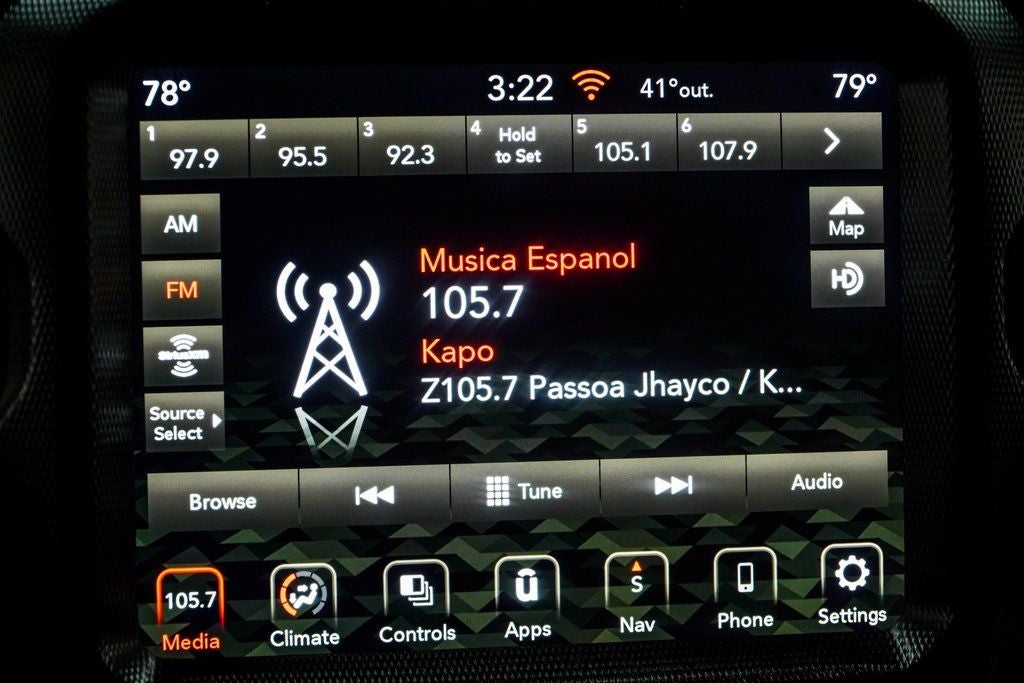 78° 3:22 41°out. 79°
1 97.9 2 95.5 3 92.3 4 Hold to Set 5 105.1 6 107.9
AM
FM
SiriusXM
Source
Select
Musica Espanol
105.7
Kapo
Z105.7 Passoa Jhayco / K...
Map
HD
Browse Tune Audio
105.7 S
Media Climate Controls Apps Nav Phone Settings